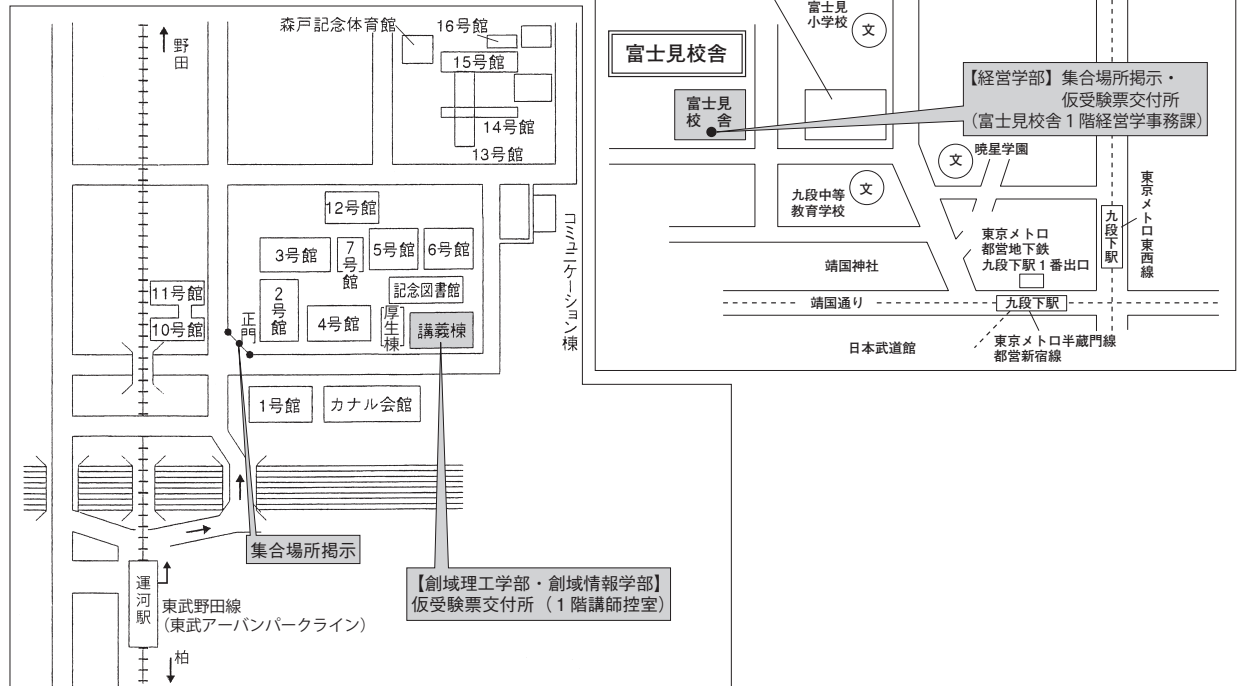 森戸記念体育館
16号館
15号館
14号館
13号館
野田
12号館
3号館
7号館
5号館
6号館
コミュニケーション棟
11号館
10号館
正門
2号館
4号館
厚生棟
記念図書館
講義棟
1号館
カナル会館
集合場所掲示
【創域理工学部・創域情報学部】
仮受験票交付所（1階講師控室）
運河駅
東武野田線
（東武アーバンパークライン）
柏
富士見
小学校
文
富士見校舎
富士見
校　舎
【経営学部】集合場所掲示・
仮受験票交付所
（富士見校舎１階経営学事務課）
文
暁星学園
九段中等
教育学校
文
東京メトロ東西線
九段下駅
東京メトロ
都営地下鉄
九段下駅１番出口
靖国神社
靖国通り
九段下駅
日本武道館
東京メトロ半蔵門線
都営新宿線